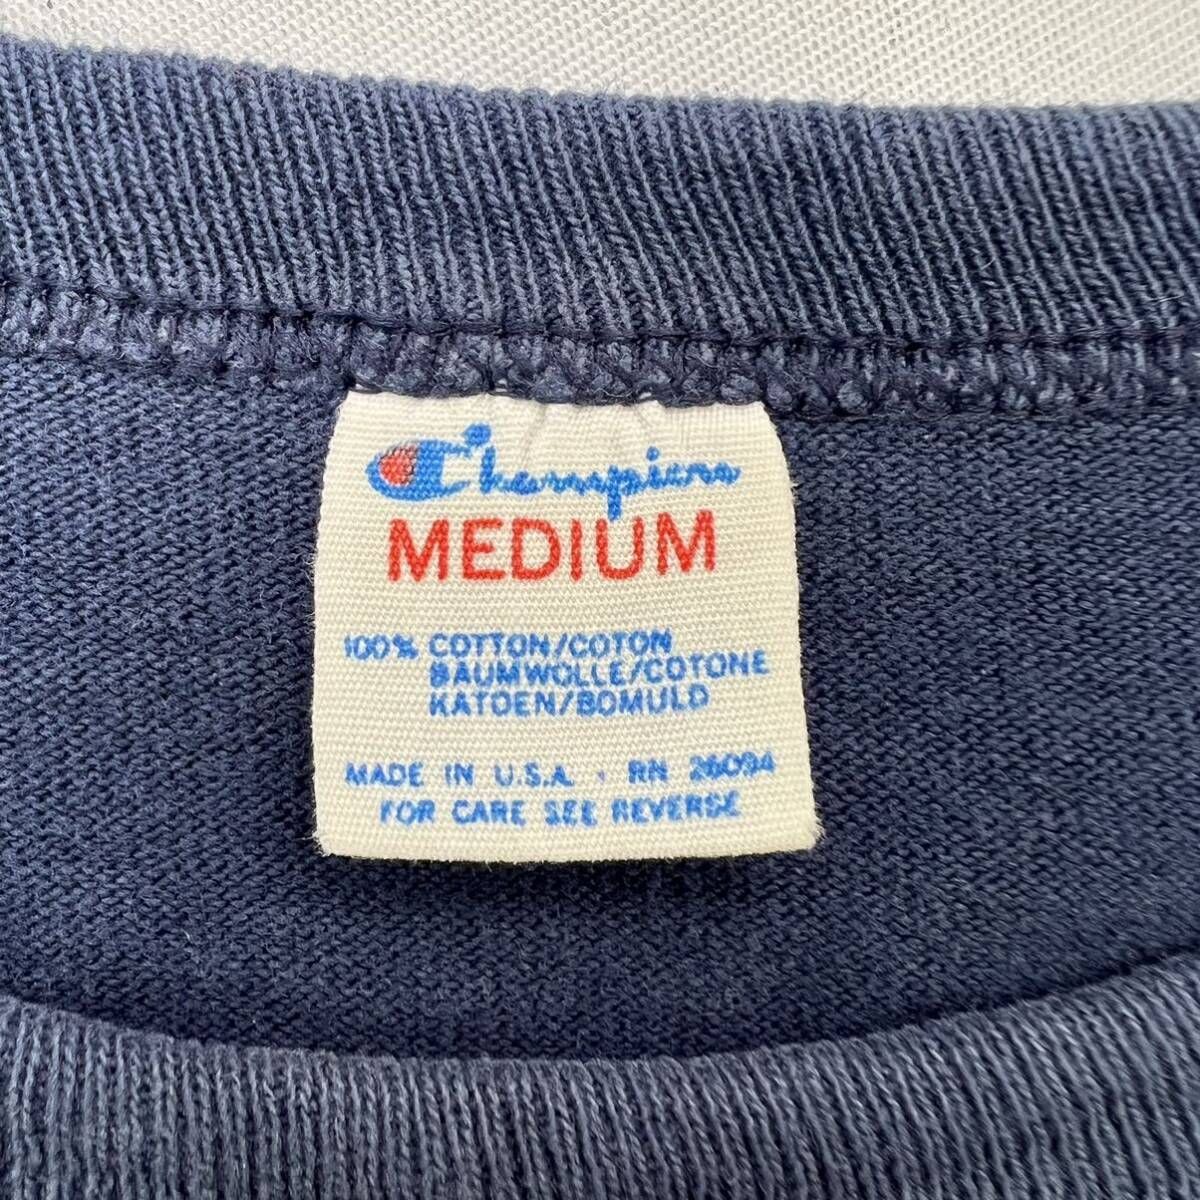 Champion
MEDIUM
100% COTTON/COTON
BAUMWOLLE/COTONE
KATOEN/BOMULD
MADE IN U.S.A. · RN 26094
FOR CARE SEE REVERSE